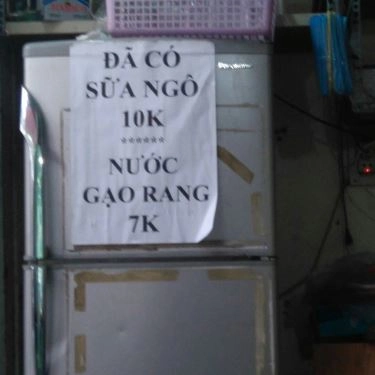 ĐÃ CÓ
SỮA NGÔ
10K
******
NƯỚC
GẠO RANG
7K